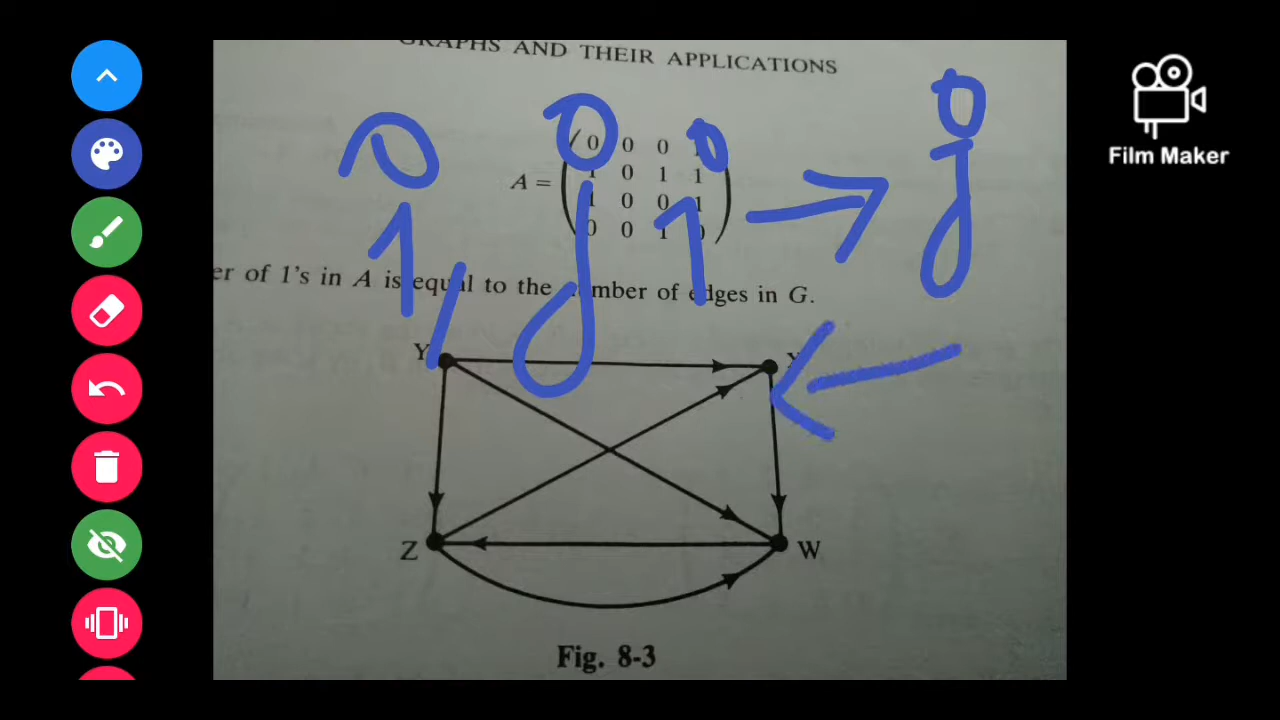 GRAPHS AND THEIR APPLICATIONS
Film Maker
0 0 0
1 0 1 1
A =
1 0 0 1
0 0 1 0
er of 1's in A is equal to the number of edges in G.
i, j i → j
←
Y
Z W
Fig. 8-3